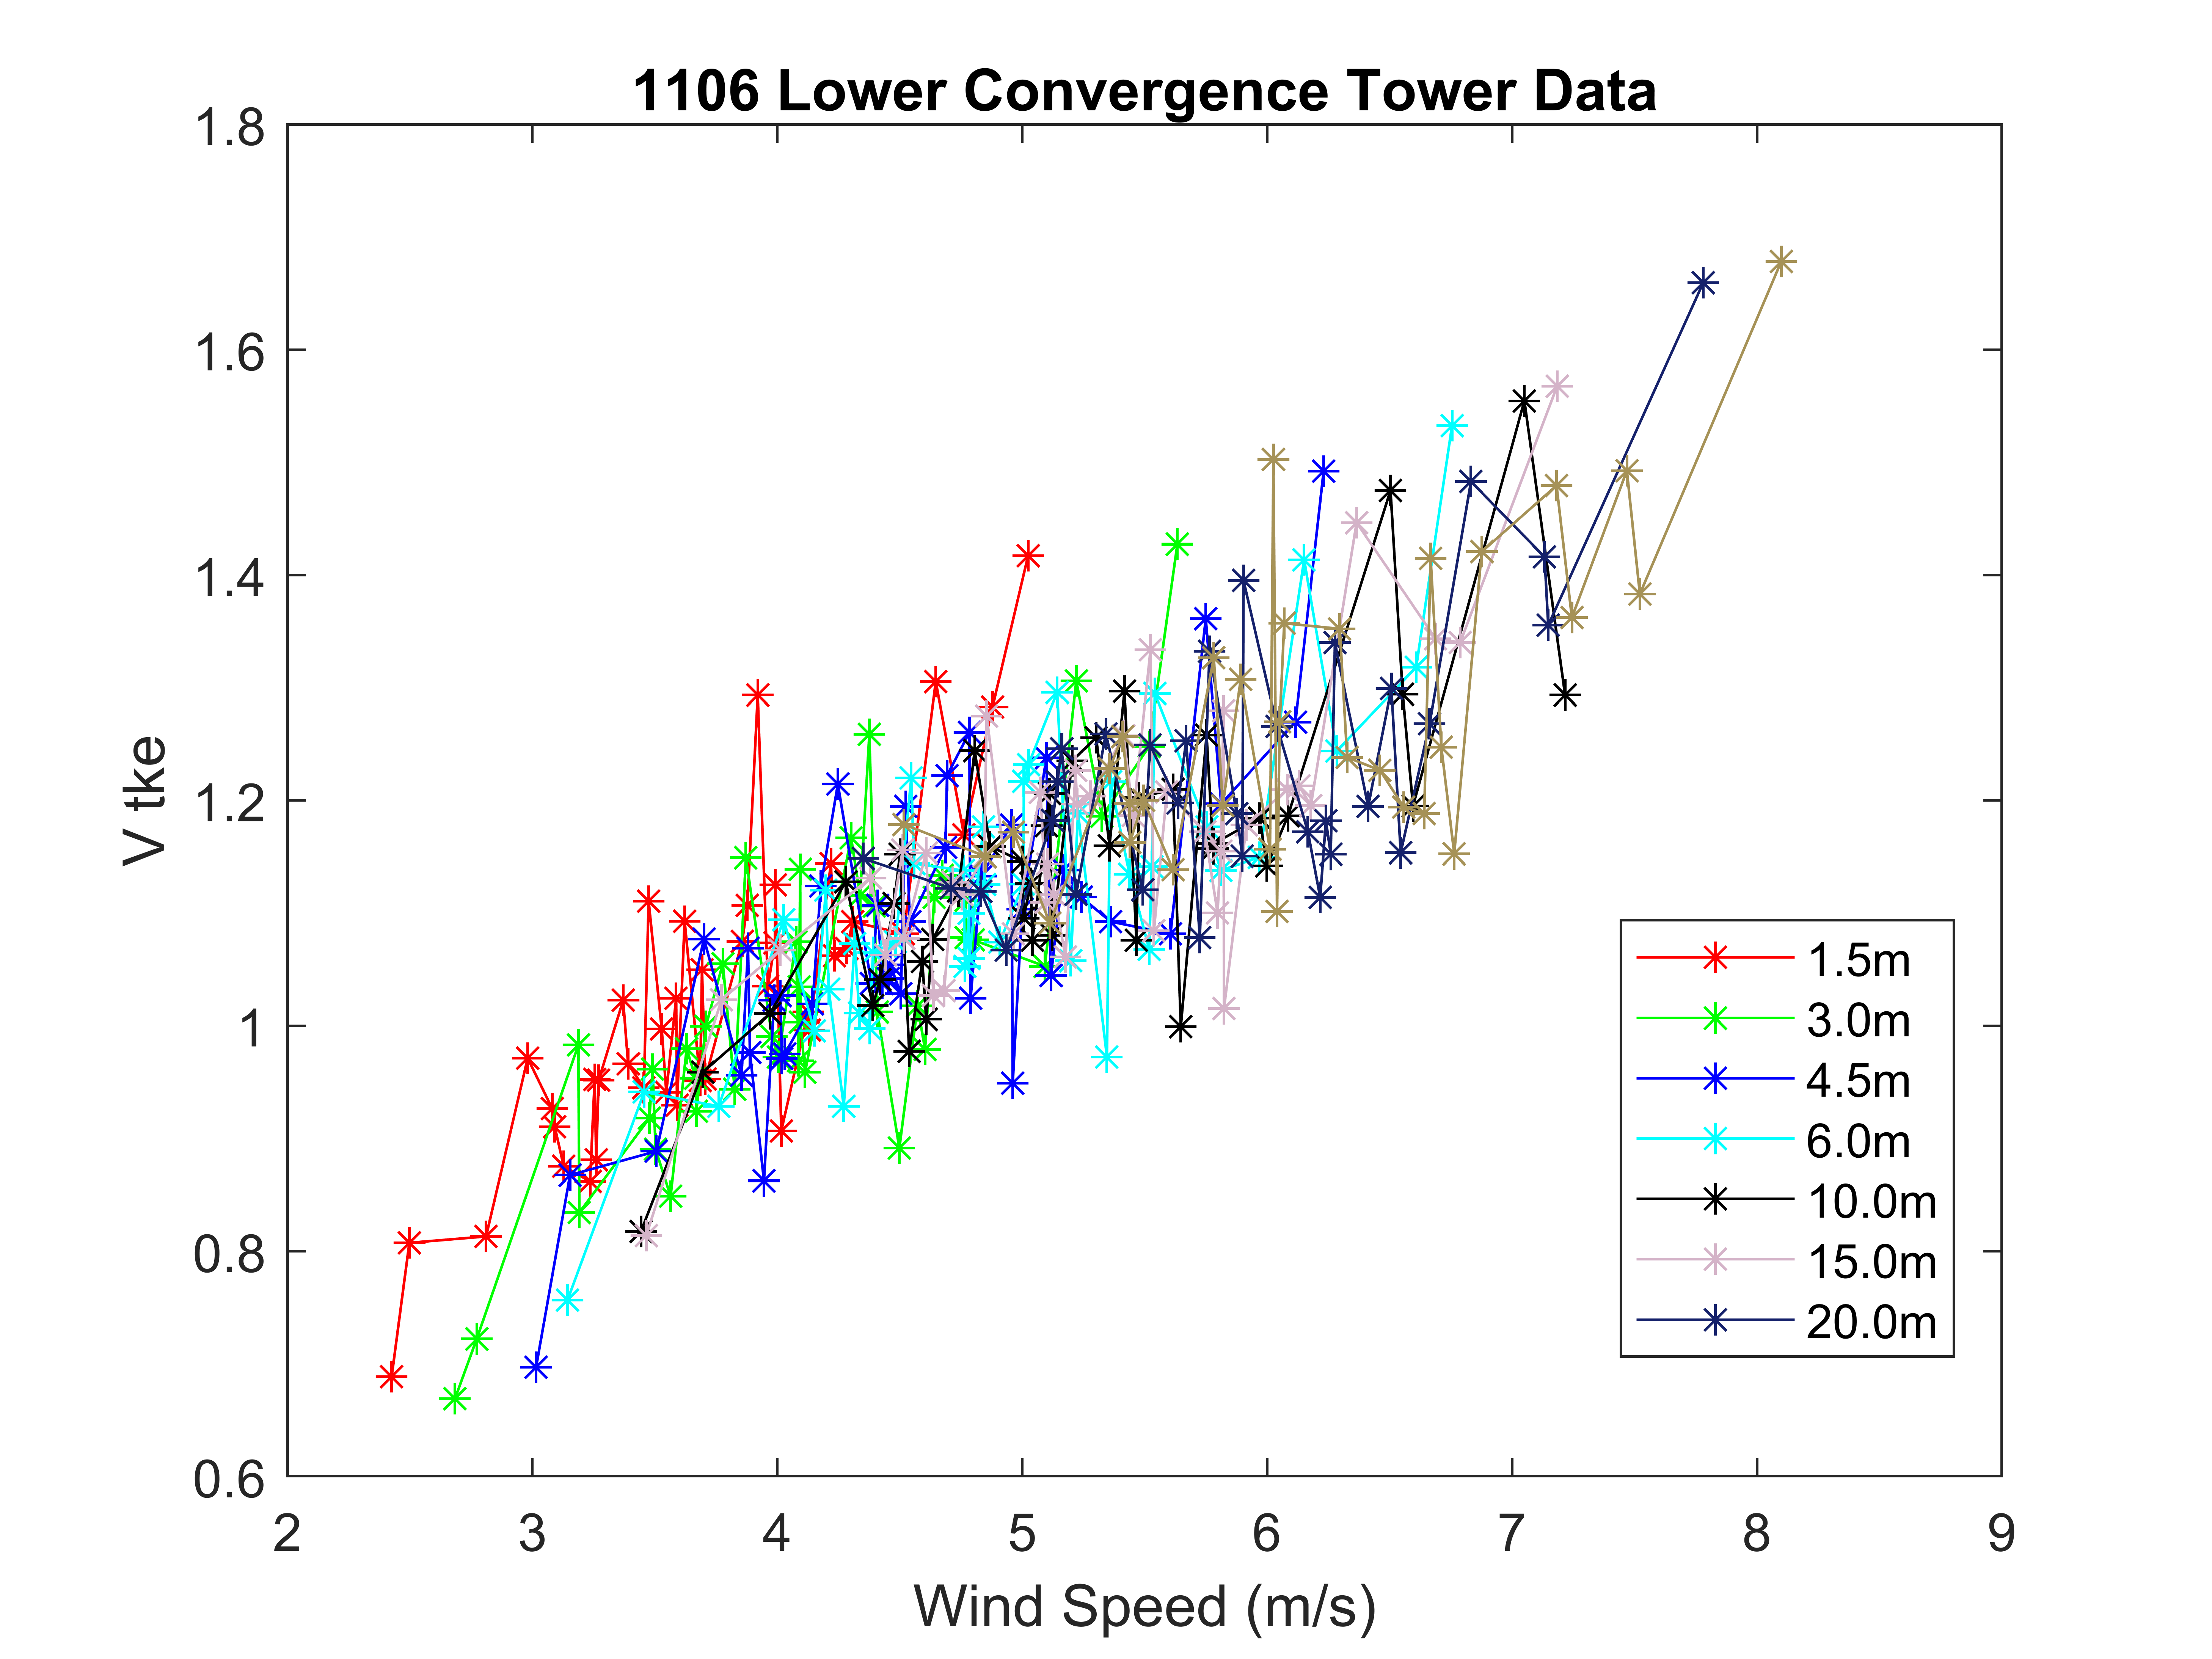 1106 Lower Convergence Tower Data
1.8
1.6
1.4
1.2
1
0.8
0.6
V tke
1.5m
3.0m
4.5m
6.0m
10.0m
15.0m
20.0m
2 3 4 5 6 7 8 9
Wind Speed (m/s)